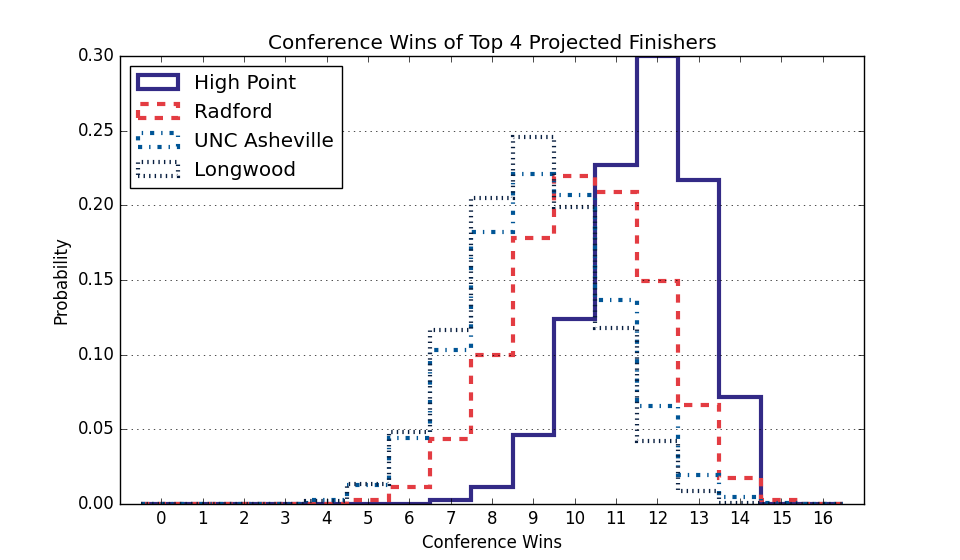 Conference Wins of Top 4 Projected Finishers
0.30
0.25
0.20
0.15
0.10
0.05
0.00
Probability
High Point
Radford
UNC Asheville
Longwood
0 1 2 3 4 5 6 7 8 9 10 11 12 13 14 15 16
Conference Wins